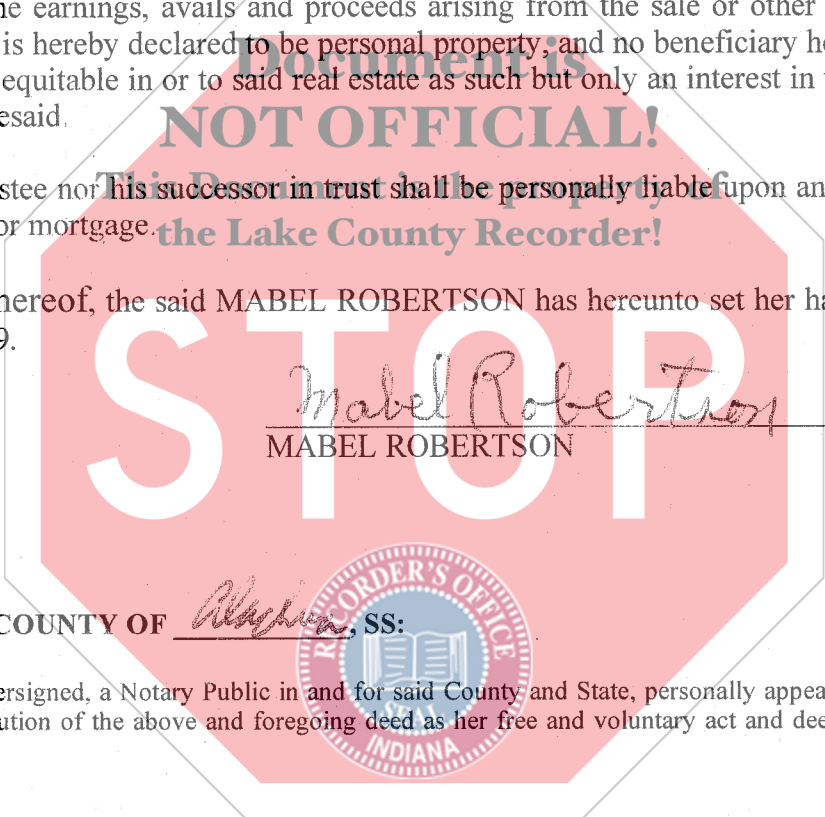 ne earnings, avails and proceeds arising from the sale or other
is hereby declared to be personal property, and no beneficiary h
Document is
equitable in or to said real estate as such but only an interest in
NOT OFFICIAL!
esaid.
This Document is the property of
stee nor his successor in trust shall be personally liable upon an
or mortgage.
the Lake County Recorder!
hereof, the said MABEL ROBERTSON has hereunto set her ha
9.
STOP
Mabel Robertson
MABEL ROBERTSON
RECORDER'S OFFICE
COUNTY OF Alachua, SS:
ersigned, a Notary Public in and for said County and State, personally appea
SEAL
ution of the above and foregoing deed as her free and voluntary act and dee
INDIANA